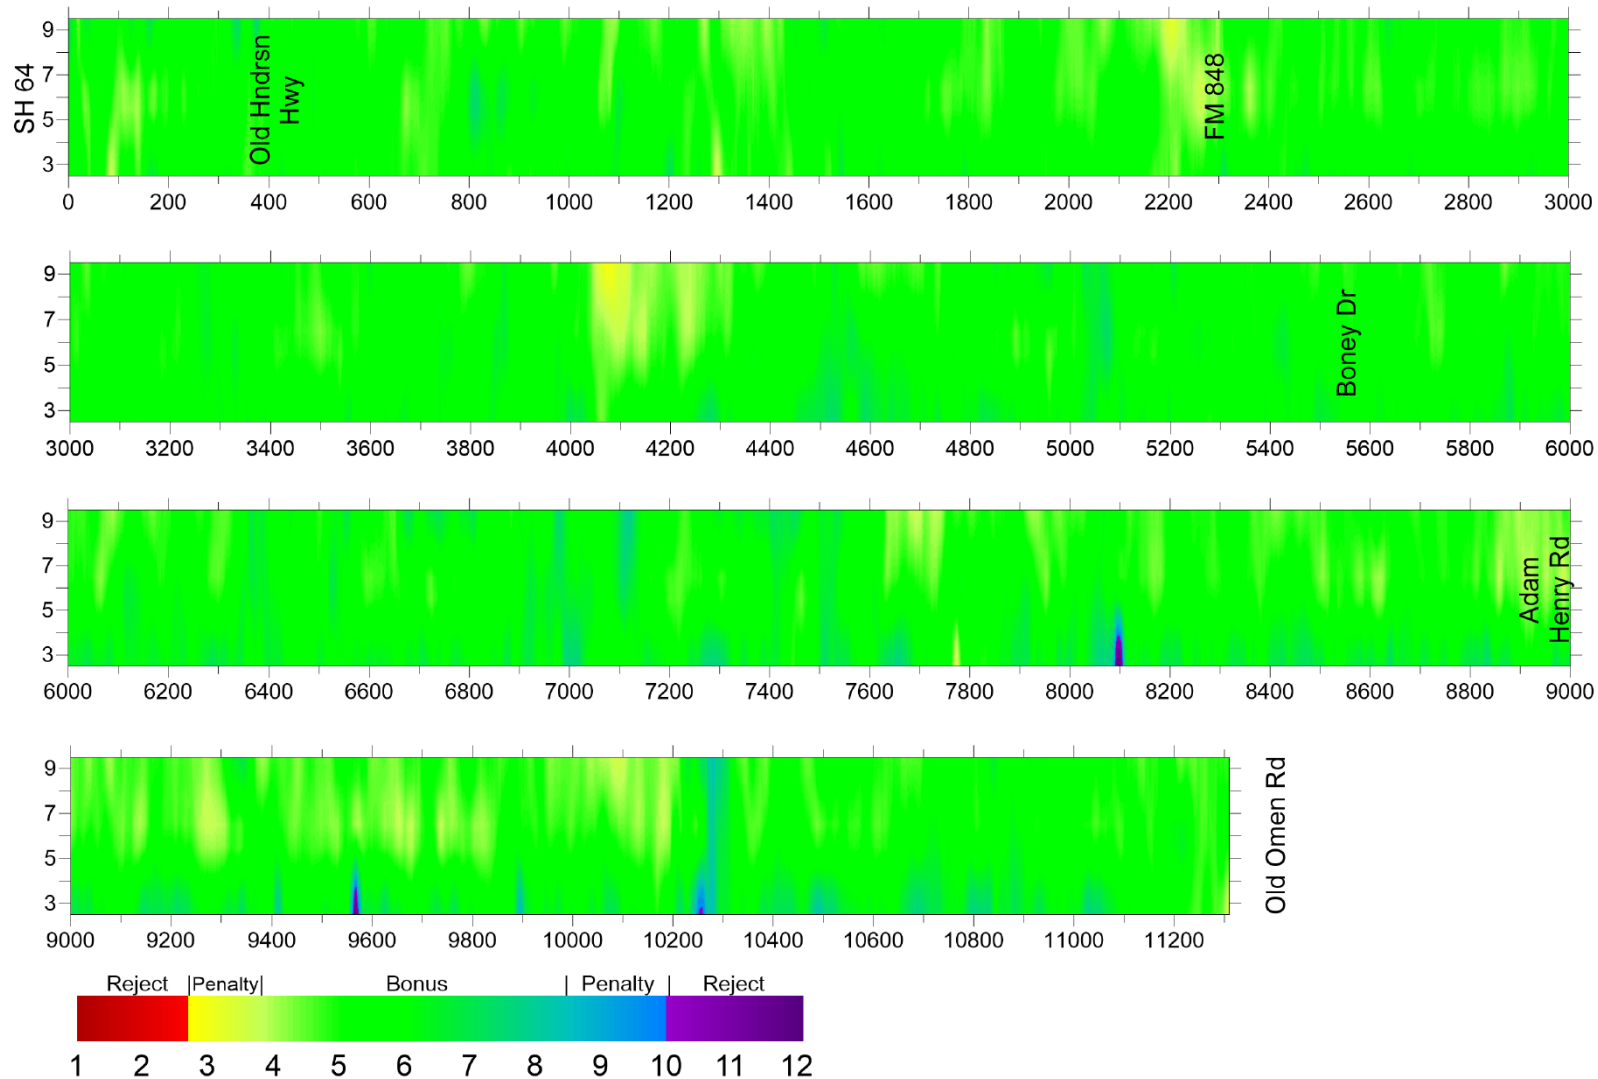 SH 64
9
7
5
3
Old Hndrsn
Hwy
FM 848
0 200 400 600 800 1000 1200 1400 1600 1800 2000 2200 2400 2600 2800 3000
9
7
5
3
Boney Dr
3000 3200 3400 3600 3800 4000 4200 4400 4600 4800 5000 5200 5400 5600 5800 6000
9
7
5
3
Adam
Henry Rd
6000 6200 6400 6600 6800 7000 7200 7400 7600 7800 8000 8200 8400 8600 8800 9000
9
7
5
3
Old Omen Rd
9000 9200 9400 9600 9800 10000 10200 10400 10600 10800 11000 11200
Reject |Penalty| Bonus | Penalty | Reject
1 2 3 4 5 6 7 8 9 10 11 12